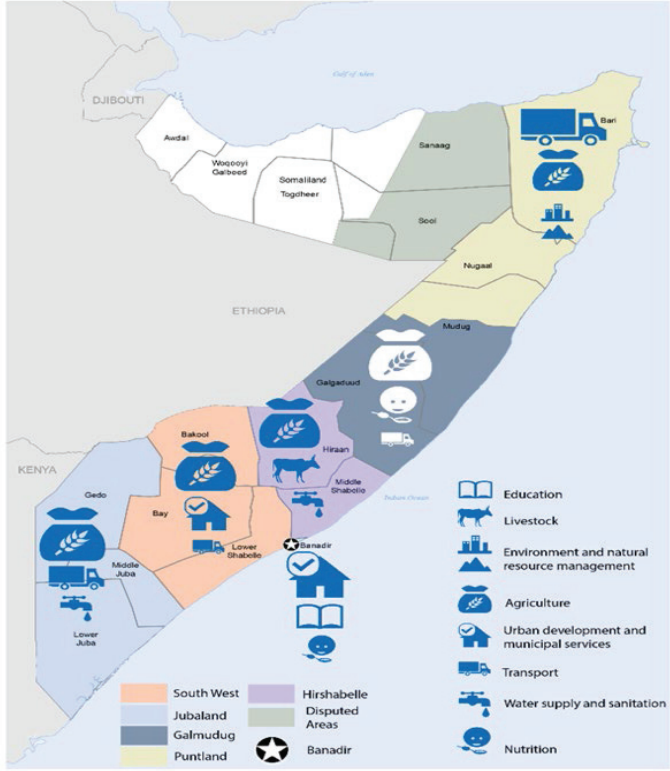 Gulf of Aden
DJIBOUTI
Awdal
Woqooyi
Galbeed
Somaliland
Togdheer
Sanaag
Bari
Sool
Nugaal
ETHIOPIA
Mudug
Galgaduud
Bakool
Hiraan
KENYA
Gedo
Middle
Shabelle
Indian Ocean
Bay
Lower
Shabelle
Banadir
Middle
Juba
Lower
Juba
Education
Livestock
Environment and natural
resource management
Agriculture
Urban development and
municipal services
Transport
Water supply and sanitation
Nutrition
South West
Jubaland
Galmudug
Puntland
Hirshabelle
Disputed
Areas
Banadir